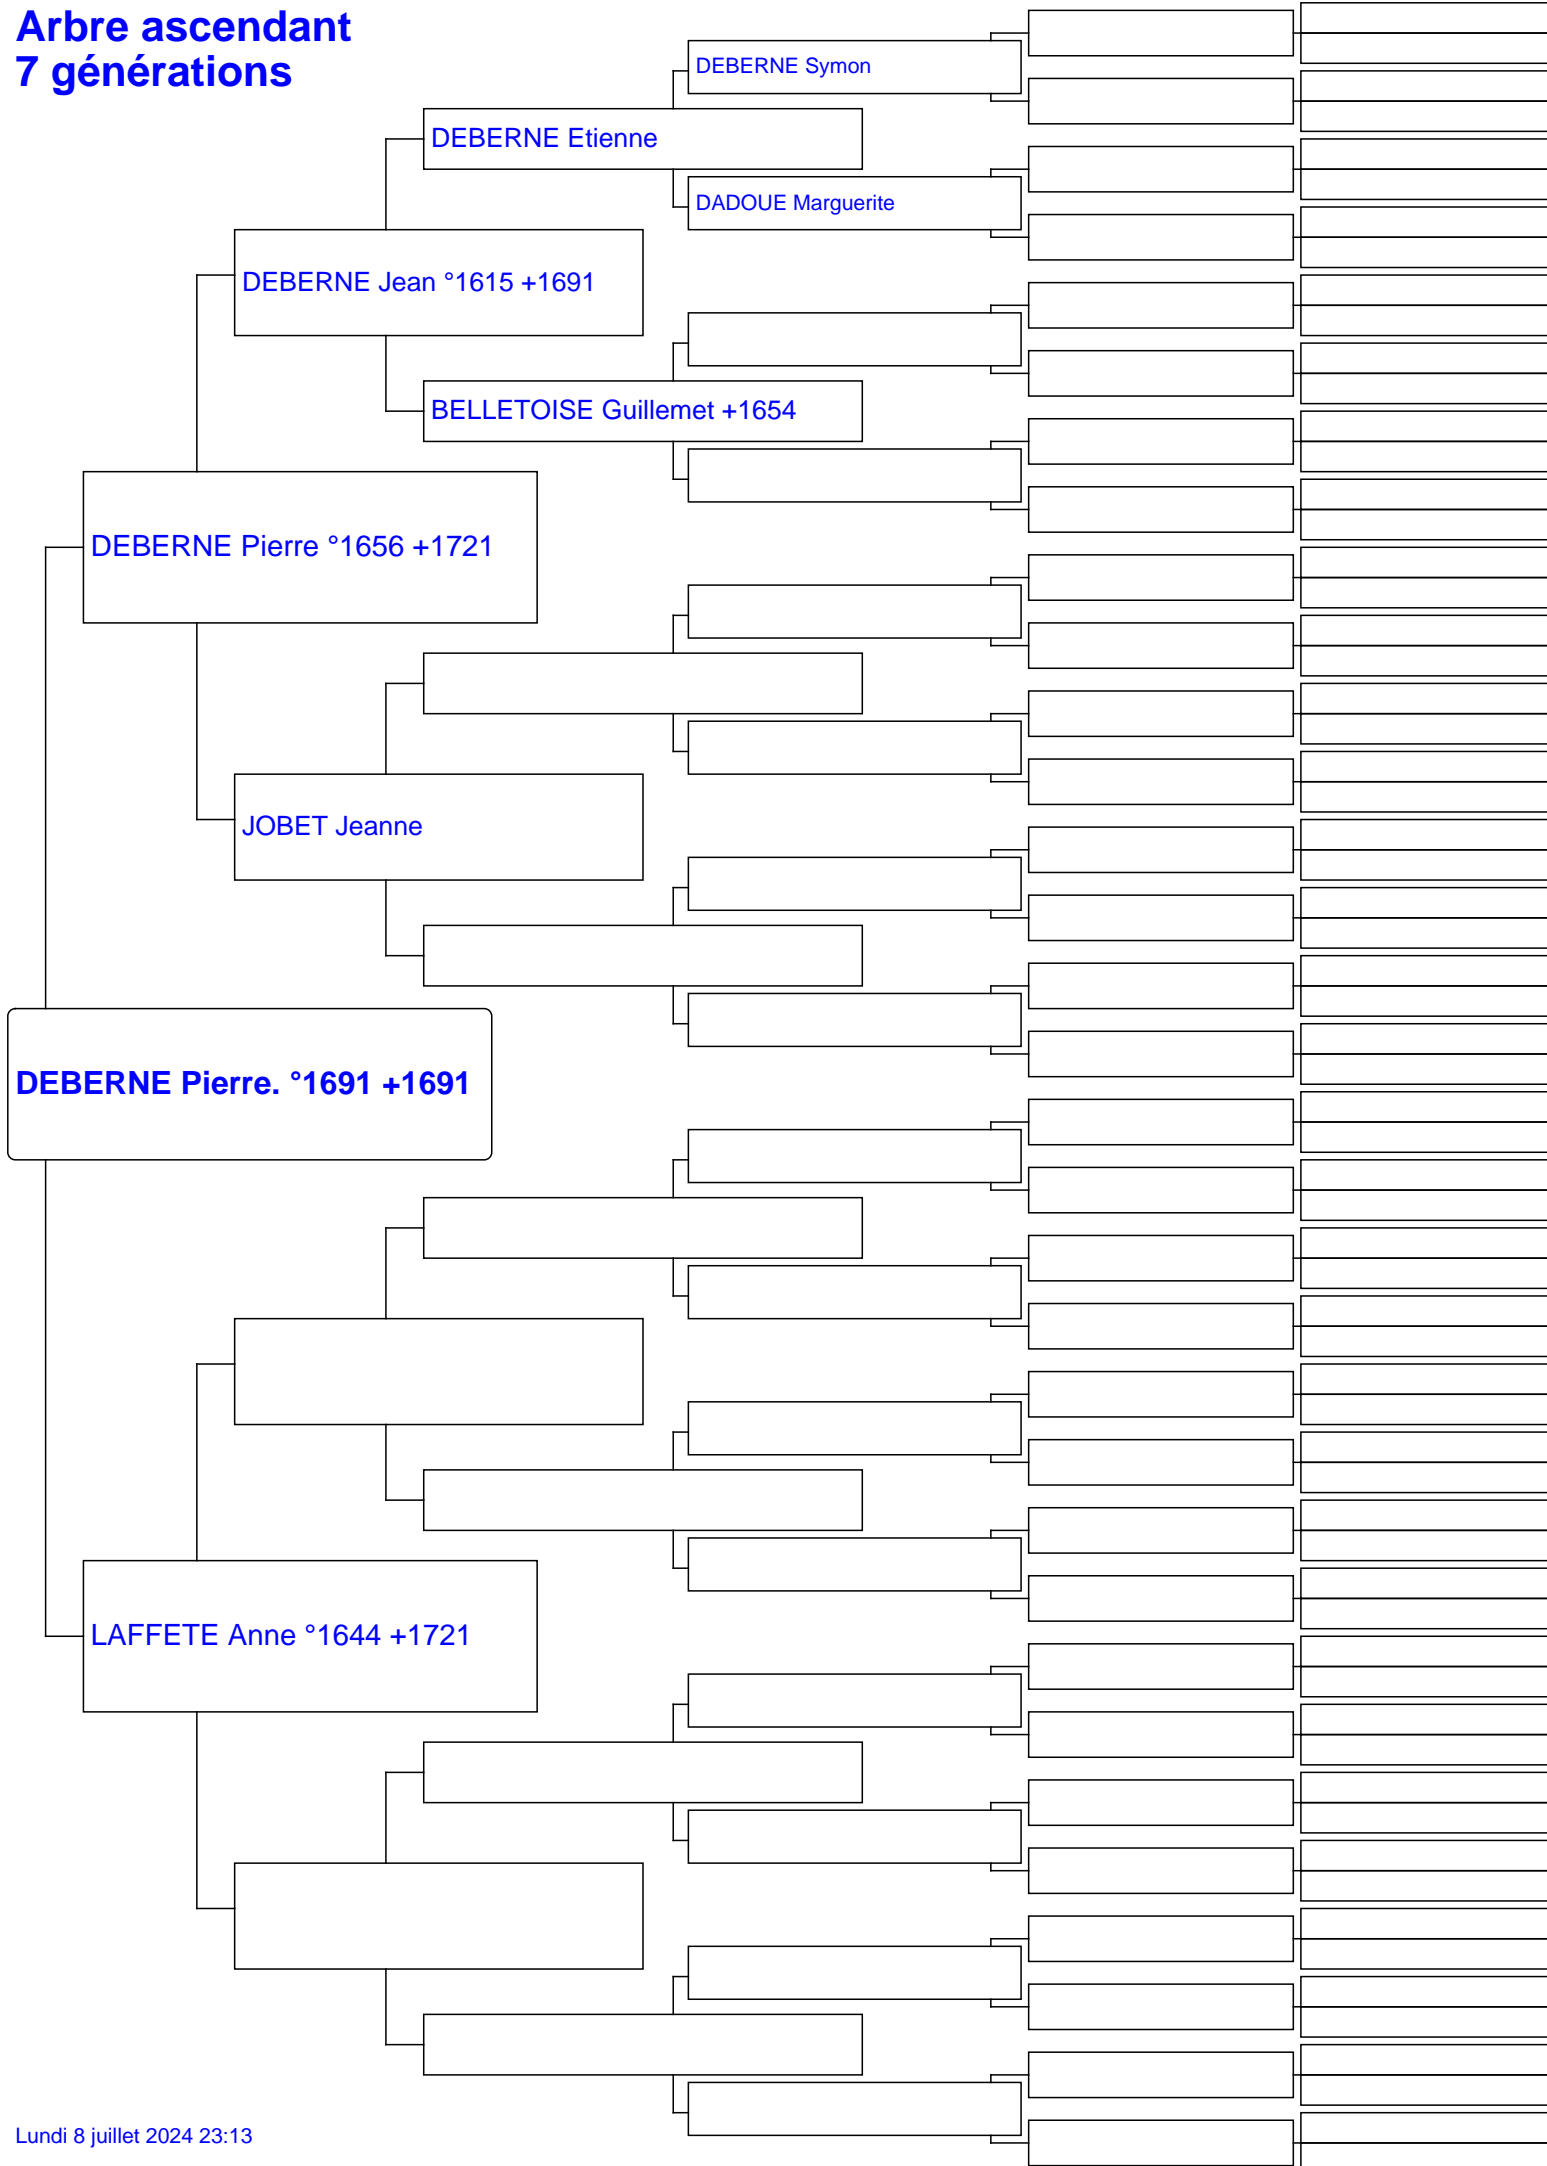 Arbre ascendant
7 générations
DEBERNE Symon
DEBERNE Etienne
DADOUE Marguerite
DEBERNE Jean °1615 +1691
BELLETOISE Guillemet +1654
DEBERNE Pierre °1656 +1721
JOBET Jeanne
DEBERNE Pierre. °1691 +1691
LAFFETE Anne °1644 +1721
Lundi 8 juillet 2024 23:13